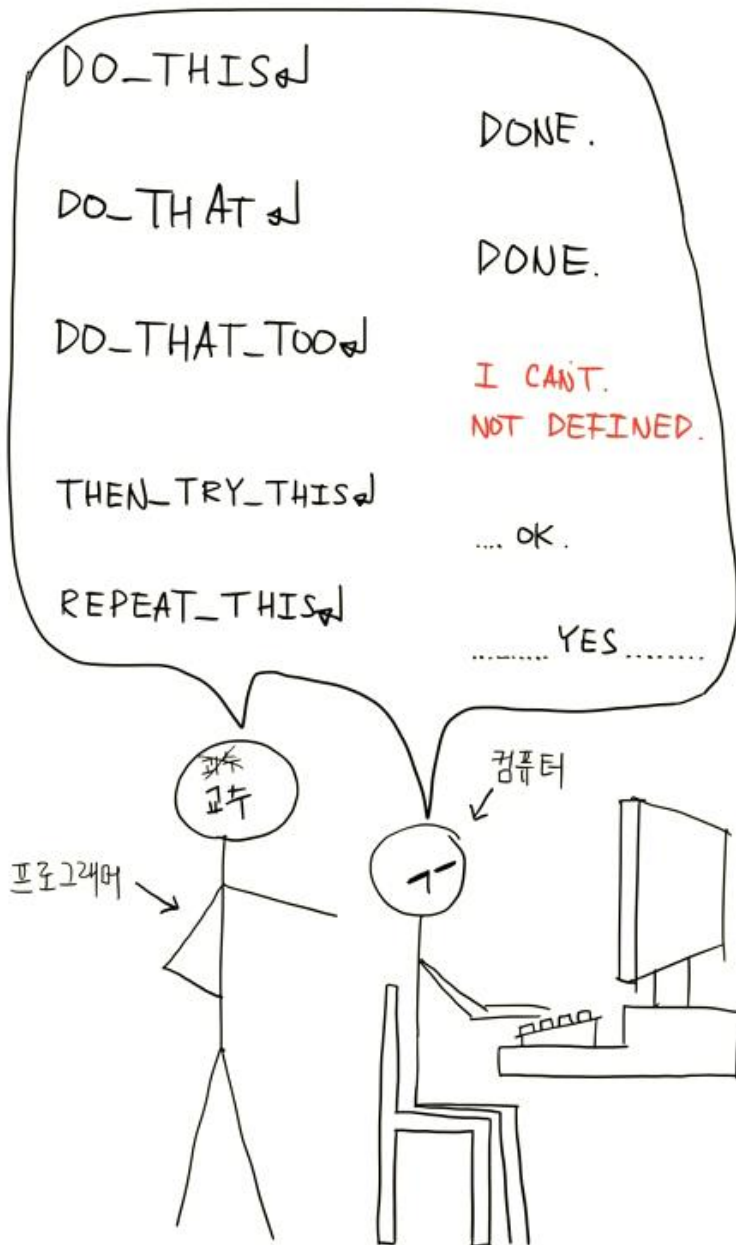 DO_THIS↲
DONE.
DO_THAT↲
DONE.
DO_THAT_TOO↲
I CAN'T.
NOT DEFINED.
THEN_TRY_THIS↲
.... OK.
REPEAT_THIS↲
.......... YES ........
컴퓨터
교수
프로그래머